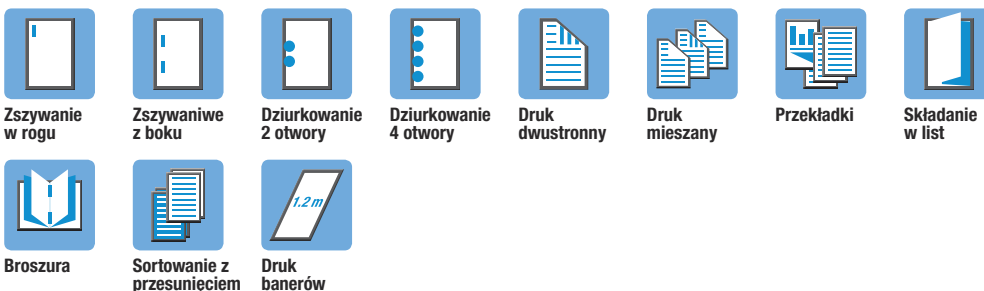 Zszywanie
w rogu
Zszywaniwe
z boku
Dziurkowanie
2 otwory
Dziurkowanie
4 otwory
Druk
dwustronny
Druk
mieszany
Przekładki
Składanie
w list
1.2 m
Broszura
Sortowanie z
przesunięciem
Druk
banerów